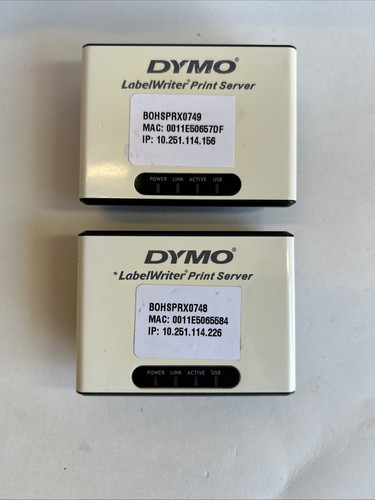 DYMO®
LabelWriter® Print Server
BOHSPRX0749
MAC: 0011E50657DF
IP: 10.251.114.156
POWER LINK ACTIVE USB
DYMO®
LabelWriter® Print Server
BOHSPRX0748
MAC: 0011E5065584
IP: 10.251.114.226
POWER LINK ACTIVE USB